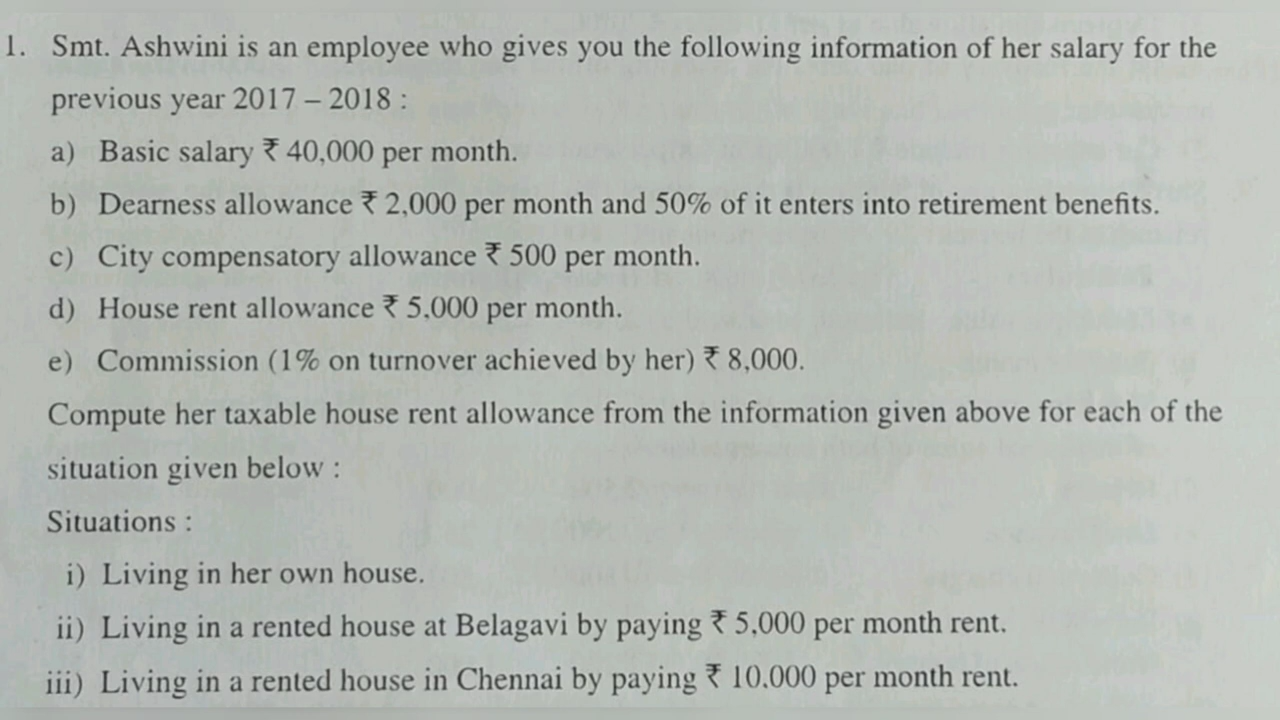 1. Smt. Ashwini is an employee who gives you the following information of her salary for the
previous year 2017 – 2018 :
a) Basic salary ₹ 40,000 per month.
b) Dearness allowance ₹ 2,000 per month and 50% of it enters into retirement benefits.
c) City compensatory allowance ₹ 500 per month.
d) House rent allowance ₹ 5,000 per month.
e) Commission (1% on turnover achieved by her) ₹ 8,000.
Compute her taxable house rent allowance from the information given above for each of the
situation given below :
Situations :
i) Living in her own house.
ii) Living in a rented house at Belagavi by paying ₹ 5,000 per month rent.
iii) Living in a rented house in Chennai by paying ₹ 10,000 per month rent.